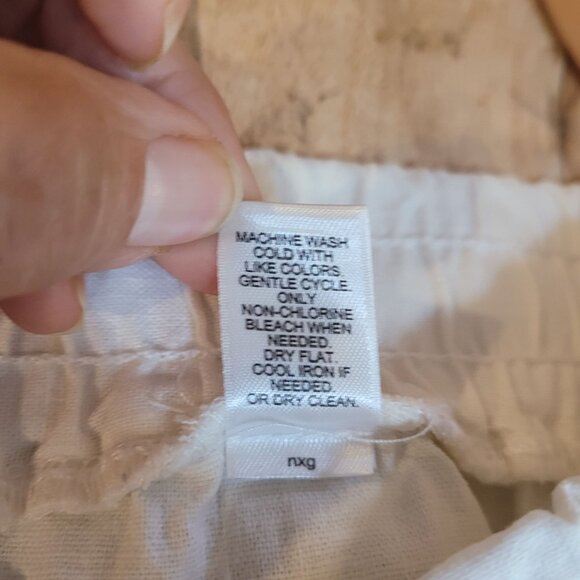 MACHINE WASH
COLD WITH
LIKE COLORS.
GENTLE CYCLE.
ONLY
NON-CHLORINE
BLEACH WHEN
NEEDED.
DRY FLAT.
COOL IRON IF
NEEDED.
OR DRY CLEAN.
nxg